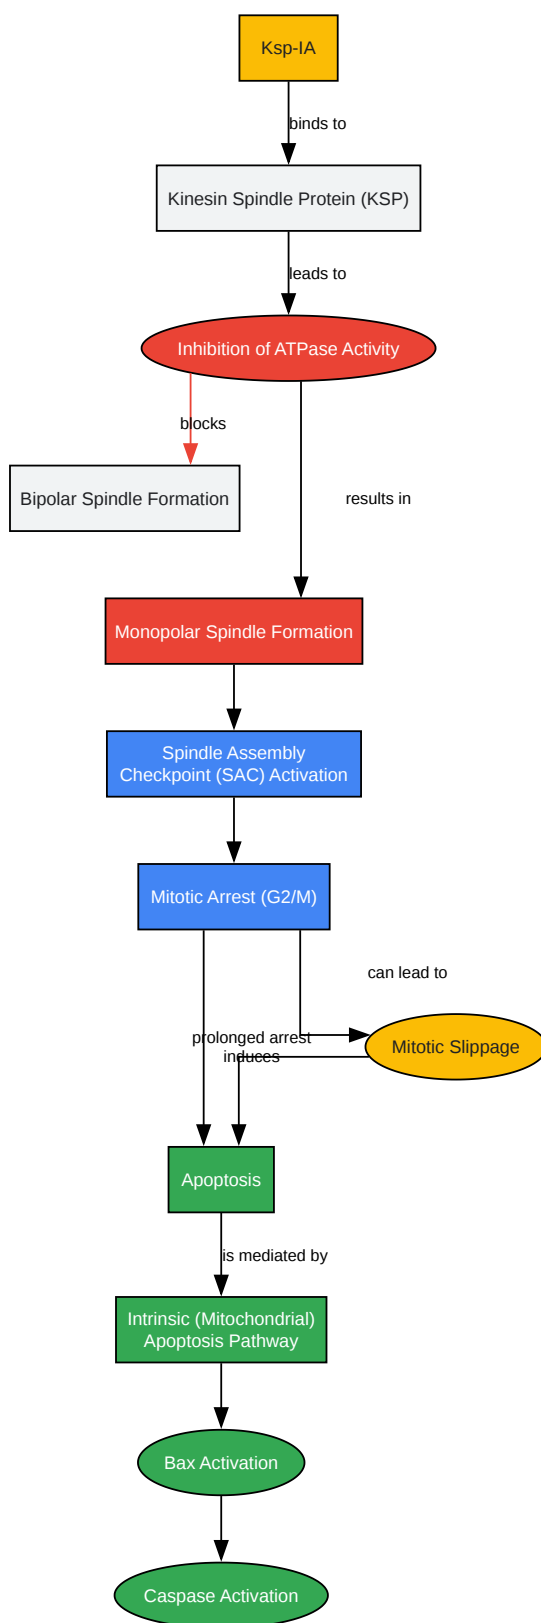 Ksp-IA
binds to
Kinesin Spindle Protein (KSP)
leads to
Inhibition of ATPase Activity
blocks
Bipolar Spindle Formation
results in
Monopolar Spindle Formation
Spindle Assembly
Checkpoint (SAC) Activation
Mitotic Arrest (G2/M)
can lead to
prolonged arrest
induces
Mitotic Slippage
Apoptosis
is mediated by
Intrinsic (Mitochondrial)
Apoptosis Pathway
Bax Activation
Caspase Activation